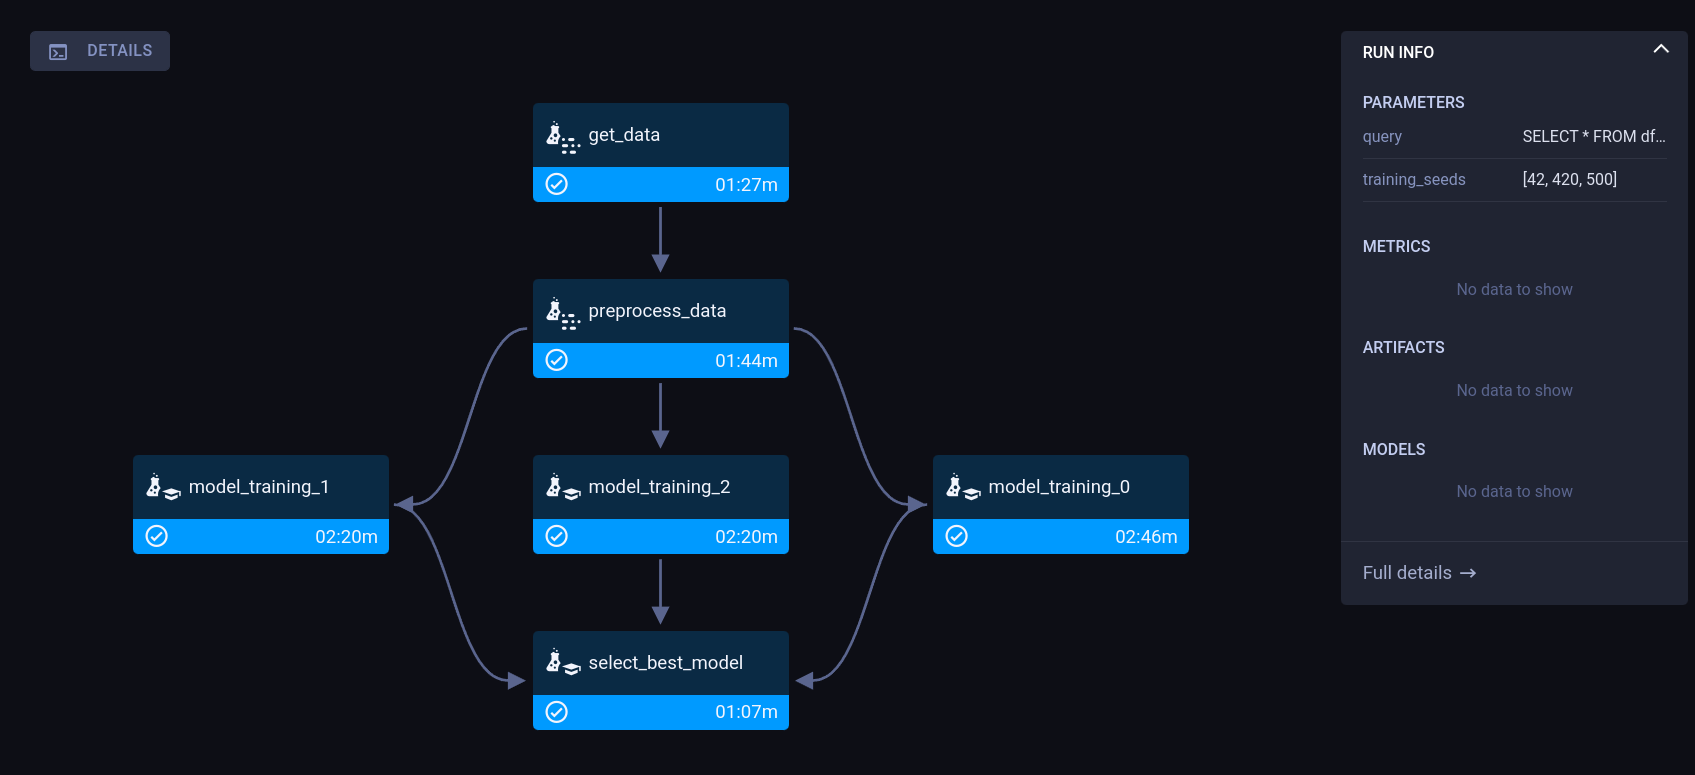 DETAILS
get_data
01:27m
preprocess_data
01:44m
model_training_1
02:20m
model_training_2
02:20m
model_training_0
02:46m
select_best_model
01:07m
RUN INFO
PARAMETERS
query SELECT * FROM df...
training_seeds [42, 420, 500]
METRICS
No data to show
ARTIFACTS
No data to show
MODELS
No data to show
Full details →